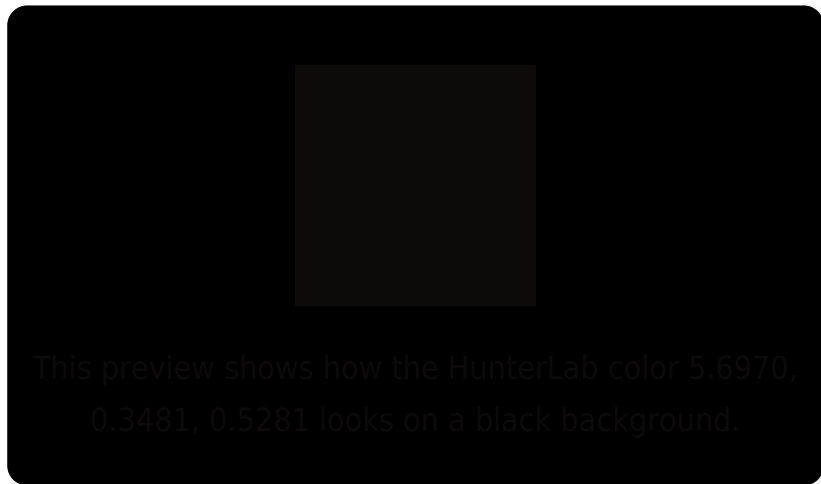 This preview shows how the HunterLab color 5.6970,
0.3481, 0.5281 looks on a black background.